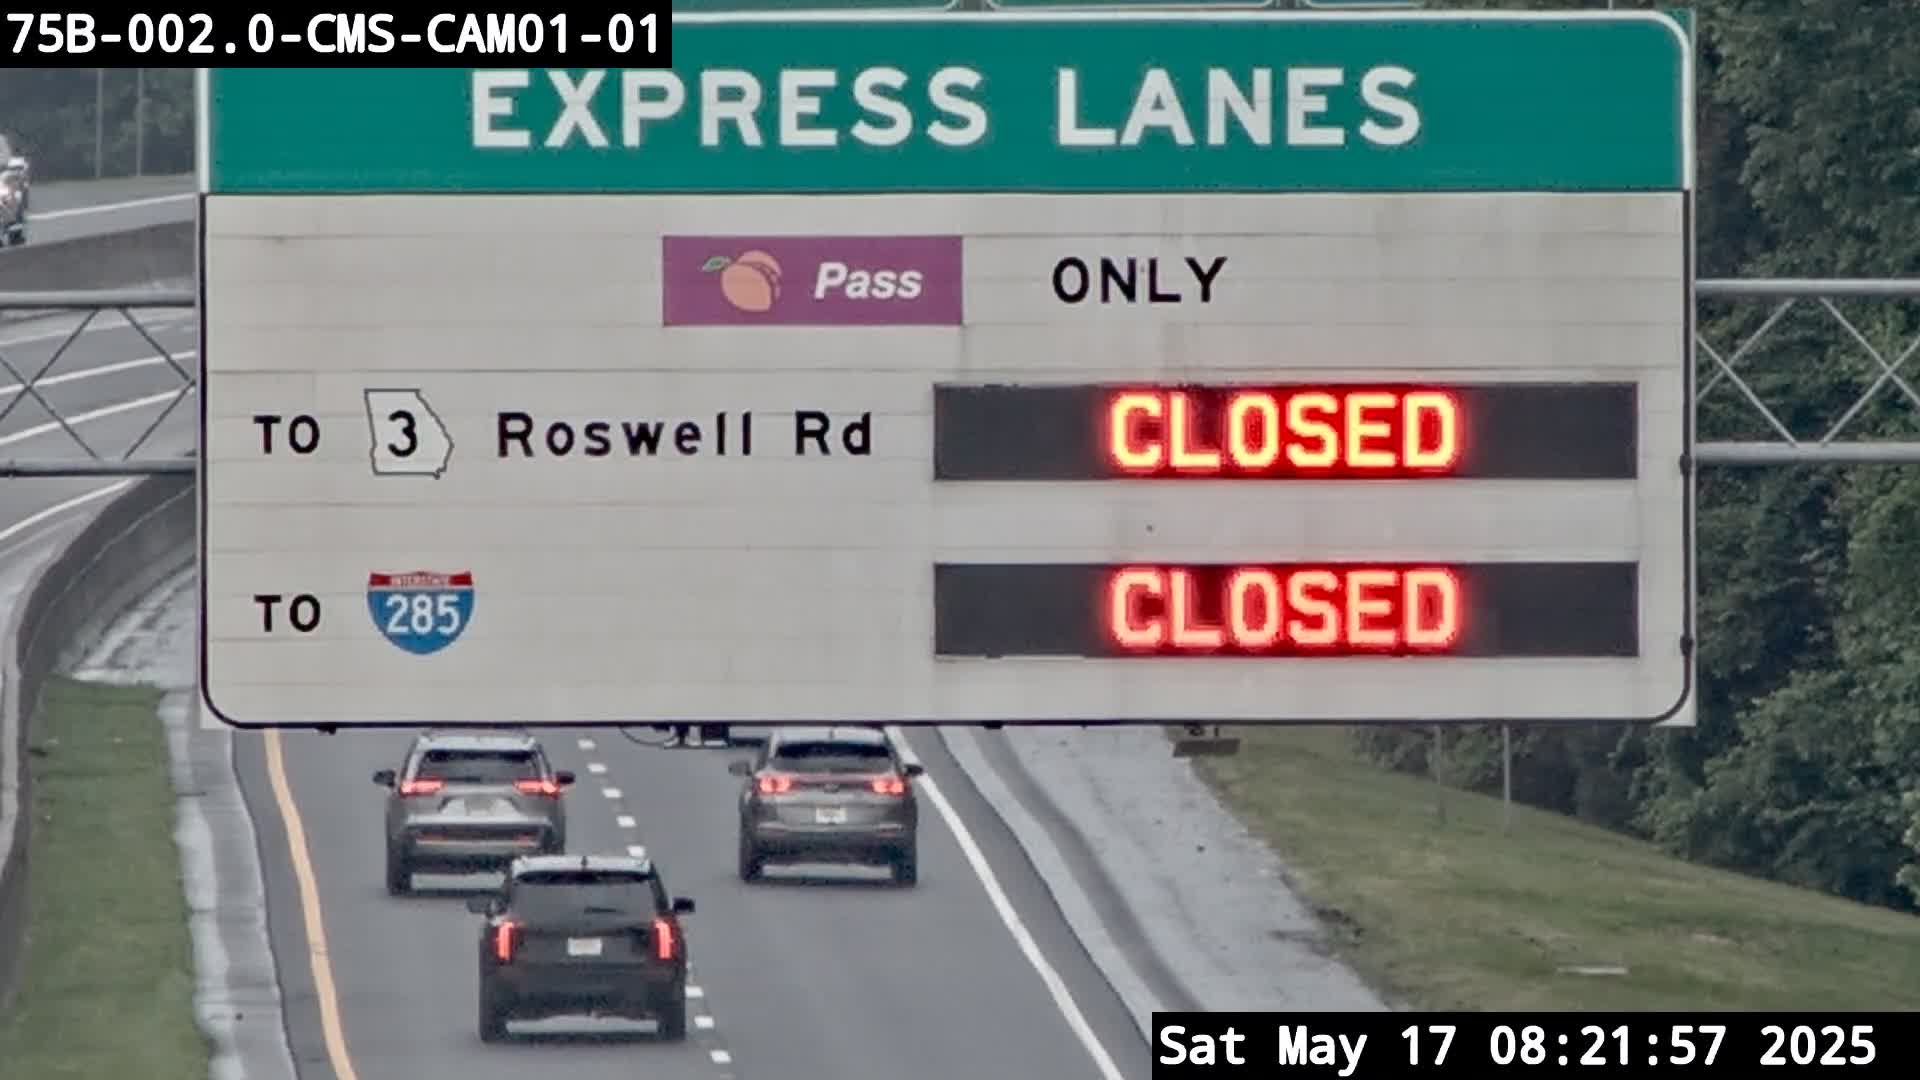 75B-002.0-CMS-CAM01-01
EXPRESS LANES
Pass ONLY
TO 3 Roswell Rd CLOSED
INTERSTATE
TO 285 CLOSED
Sat May 17 08:21:57 2025